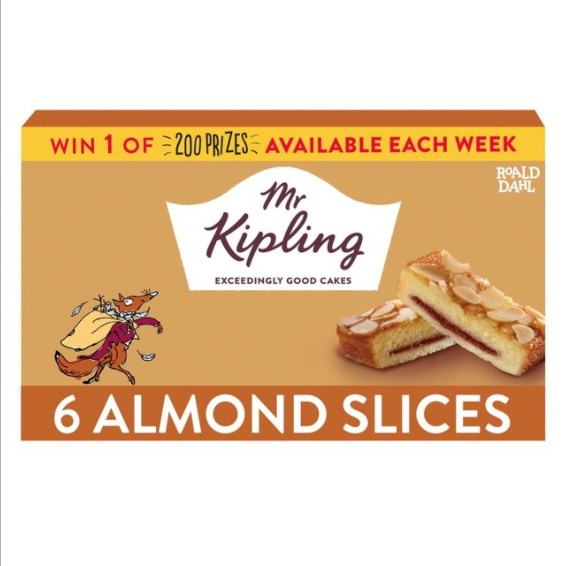 WIN 1 OF 200 PRIZES AVAILABLE EACH WEEK
ROALD
DAHL
Mr
Kipling
EXCEEDINGLY GOOD CAKES
6 ALMOND SLICES